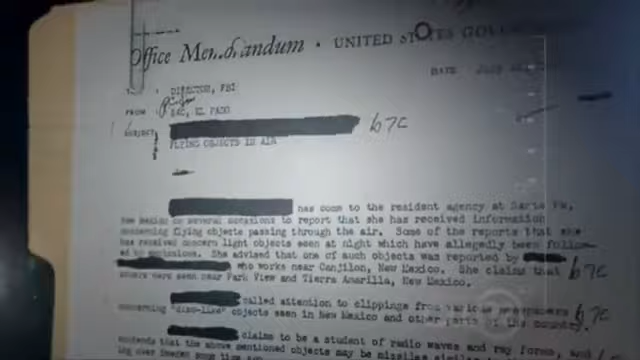 Office Memorandum • UNITED STATES
DATE
DIRECTOR, FBI
FROM SAC, EL PASO
SUBJECT b7C
FLYING OBJECTS IN AIR
has come to the resident agency at Santa Fe,
New Mexico on several occasions to report that she has received information
concerning flying objects passing through the air. Some of the reports that she
has received concern light objects seen at night which have allegedly been follow-
ed by She advised that one of such objects was reported by
who works near Canjilon, New Mexico. She claims that b7C
others were seen near Park View and Tierra Amarilla, New Mexico.
called attention to clippings from various newspapers b7C
concerning "disc-like" objects seen in New Mexico and other parts of the country.
claims to be a student of radio waves and ray forms, and
contends that the above mentioned objects may be missiles
ing over Sweden some time